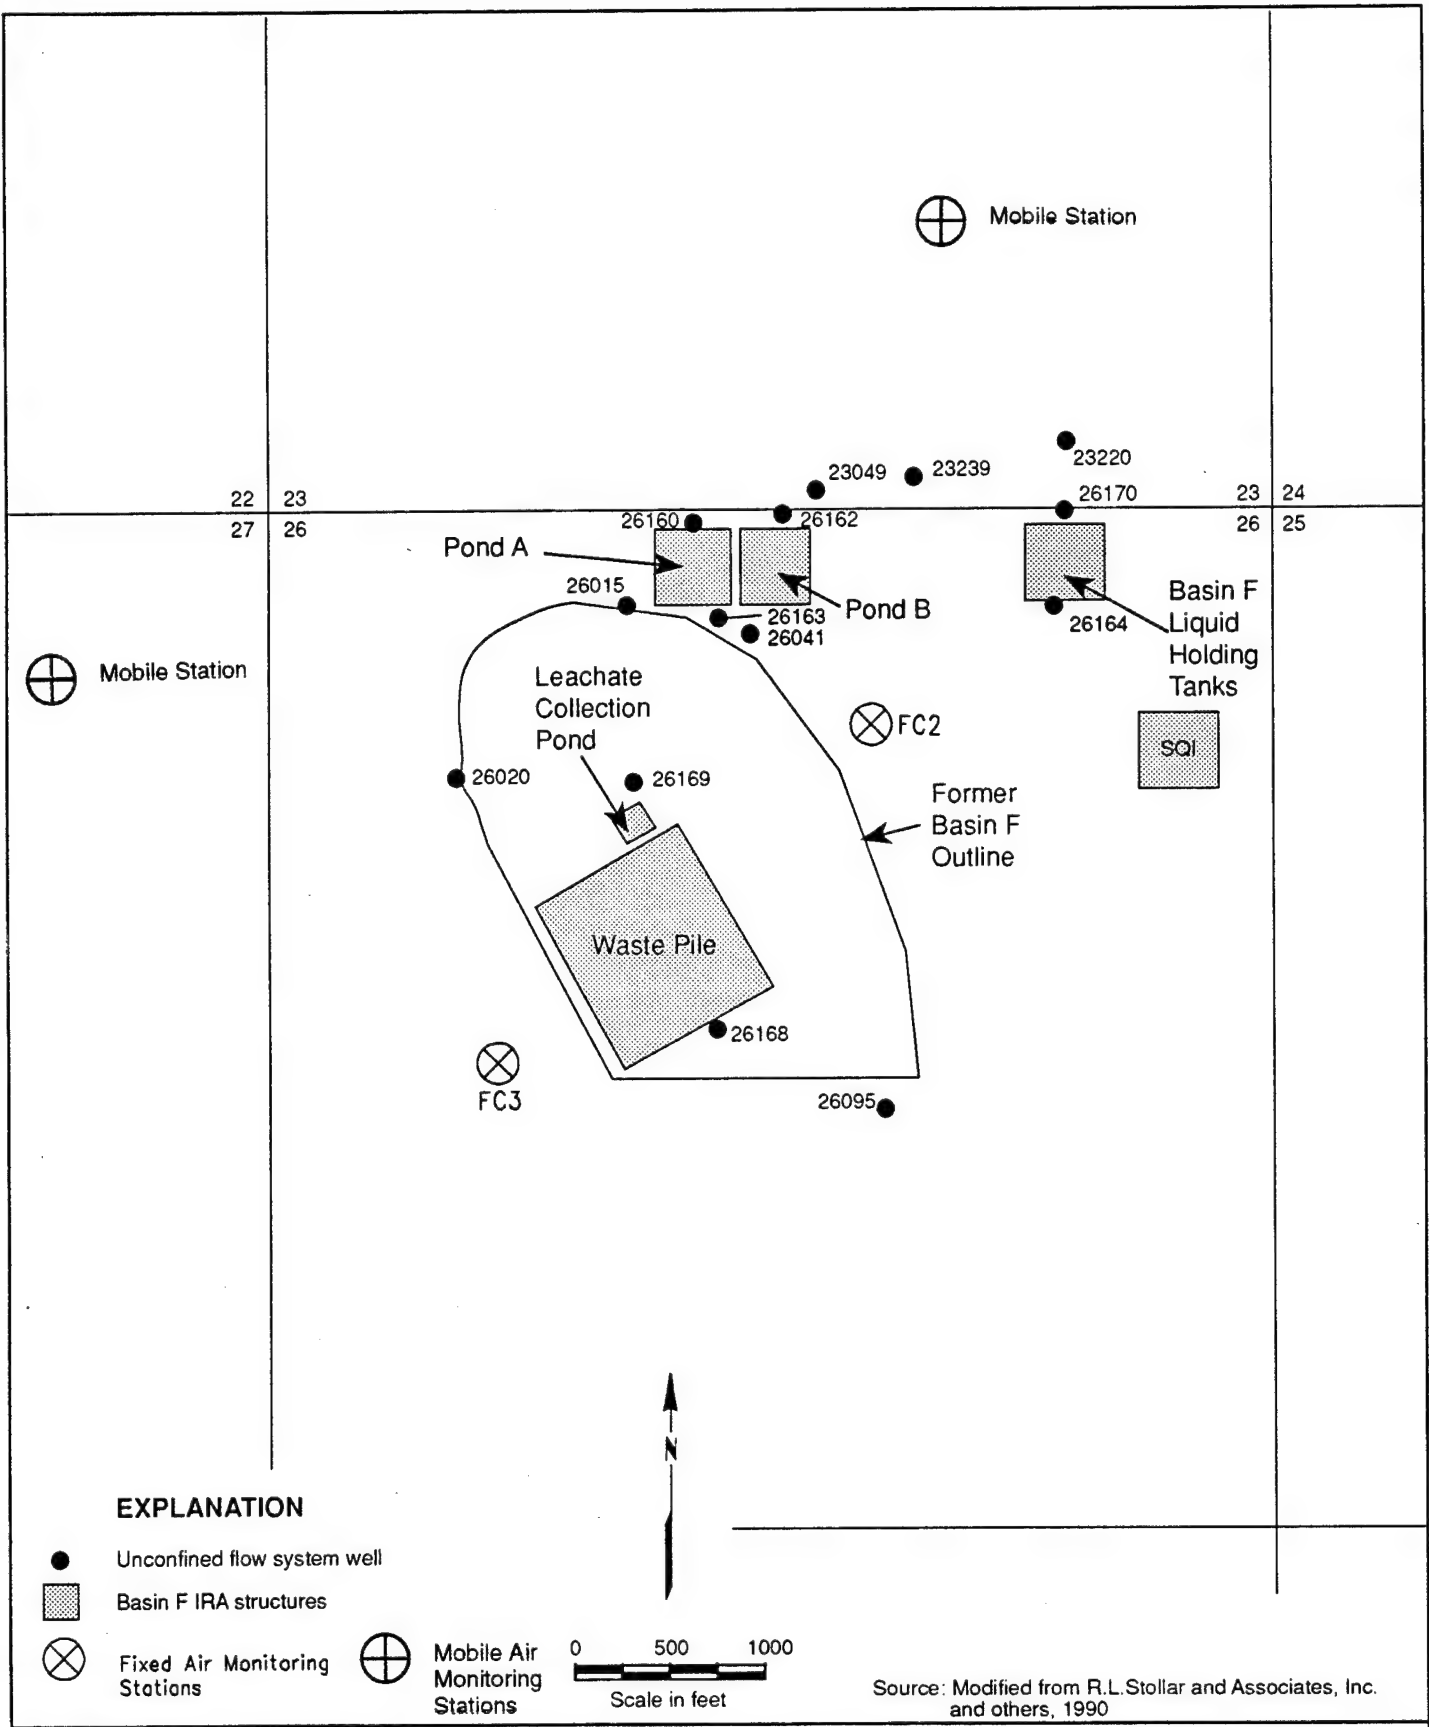 Mobile Station
23220
23049
23239
22
23
26170
23
24
27
26
26160
26162
26
25
Pond A
26015
26163
Pond B
26041
26164
Basin F
Liquid
Holding
Tanks
Mobile Station
Leachate
Collection
Pond
FC2
SQI
26020
26169
Former
Basin F
Outline
Waste Pile
26168
FC3
26095
N
EXPLANATION
Unconfined flow system well
Basin F IRA structures
Fixed Air Monitoring
Stations
Mobile Air
Monitoring
Stations
0 500 1000
Scale in feet
Source: Modified from R.L.Stollar and Associates, Inc.
and others, 1990